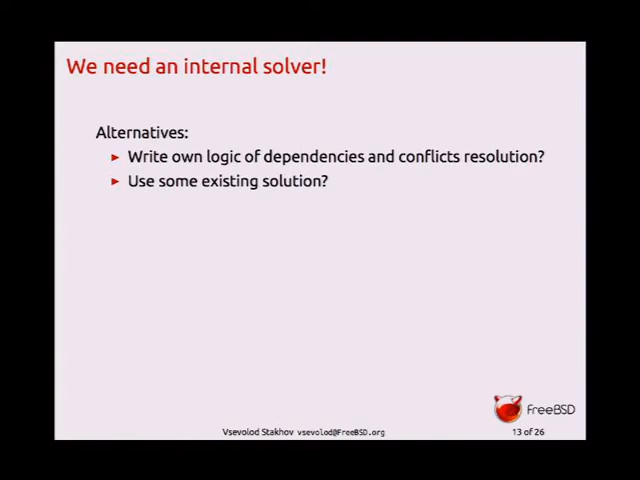 We need an internal solver!
Alternatives:
► Write own logic of dependencies and conflicts resolution?
► Use some existing solution?
FreeBSD
Vsevolod Stakhov vsevolod@FreeBSD.org
13 of 26